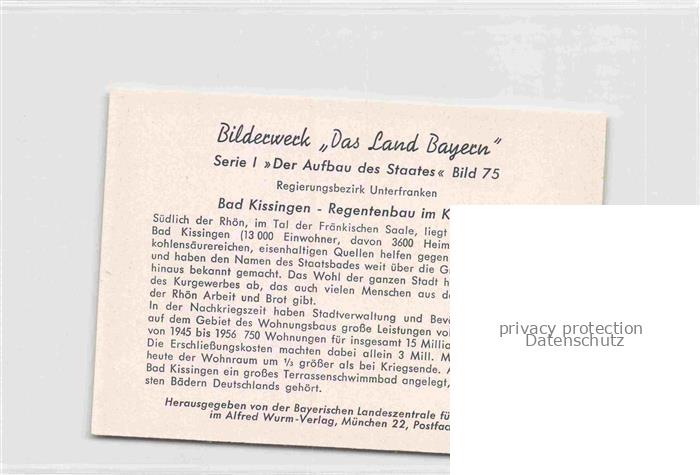 Bilderwerk „Das Land Bayern"
Serie I »Der Aufbau des Staates« Bild 75
Regierungsbezirk Unterfranken
Bad Kissingen - Regentenbau im K
Südlich der Rhön, im Tal der Fränkischen Saale, liegt
Bad Kissingen (13 000 Einwohner, davon 3600 Heim
kohlensäurereichen, eisenhaltigen Quellen helfen gegen
und haben den Namen des Staatsbades weit über die G
hinaus bekannt gemacht. Das Wohl der ganzen Stadt h
des Kurgewerbes ab, das auch vielen Menschen aus d
der Rhön Arbeit und Brot gibt.
In der Nachkriegszeit haben Stadtverwaltung und Bev
auf dem Gebiet des Wohnungsbaus große Leistungen vol
von 1945 bis 1956 750 Wohnungen für insgesamt 15 Millio
Die Erschließungskosten machten dabei allein 3 Mill. M
heute der Wohnraum um ⅓ größer als bei Kriegsende. A
Bad Kissingen ein großes Terrassenschwimmbad angelegt,
sten Bädern Deutschlands gehört.
Herausgegeben von der Bayerischen Landeszentrale fü
im Alfred Wurm-Verlag, München 22, Postfac
privacy protection
Datenschutz